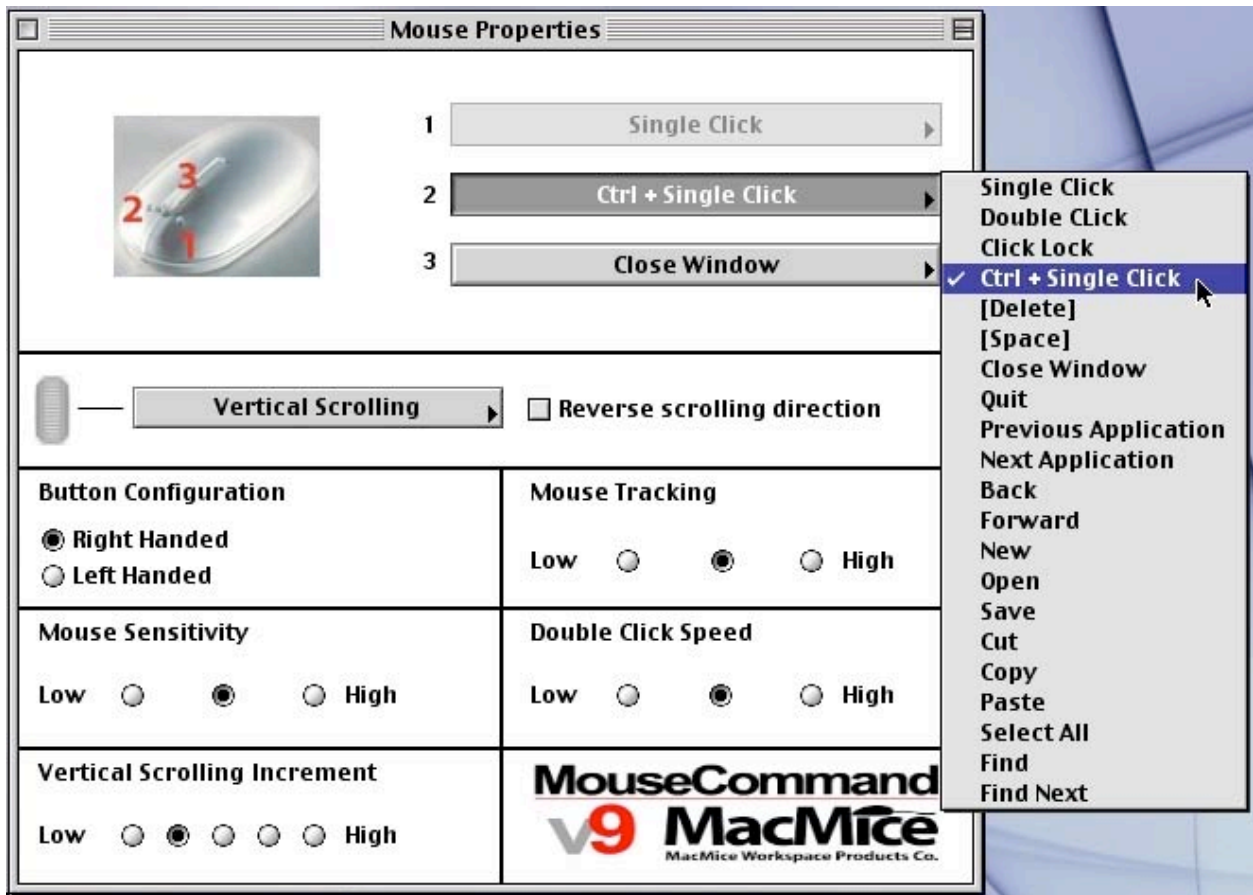 Mouse Properties
1 Single Click
2 Ctrl + Single Click
3 Close Window
3
2
1
Single Click
Double CLick
Click Lock
✓ Ctrl + Single Click
[Delete]
[Space]
Close Window
Quit
Previous Application
Next Application
Back
Forward
New
Open
Save
Cut
Copy
Paste
Select All
Find
Find Next
Vertical Scrolling
Reverse scrolling direction
Button Configuration
Right Handed
Left Handed
Mouse Tracking
Low High
Mouse Sensitivity
Low High
Double Click Speed
Low High
Vertical Scrolling Increment
Low High
MouseCommand
v9 MacMice
MacMice Workspace Products Co.